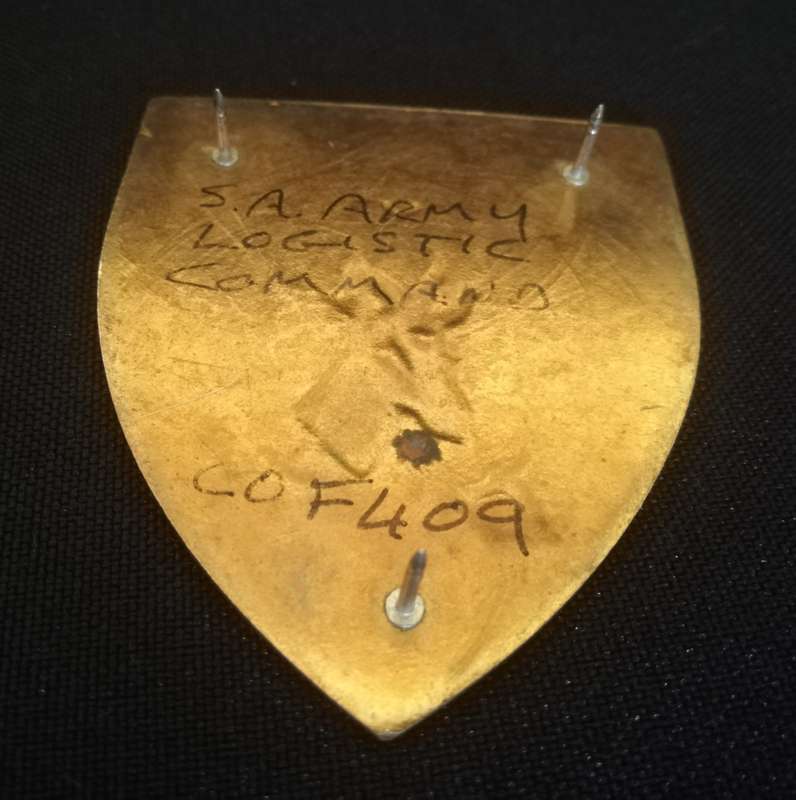 S.A. ARMY
LOGISTIC
COMMAND
COF409